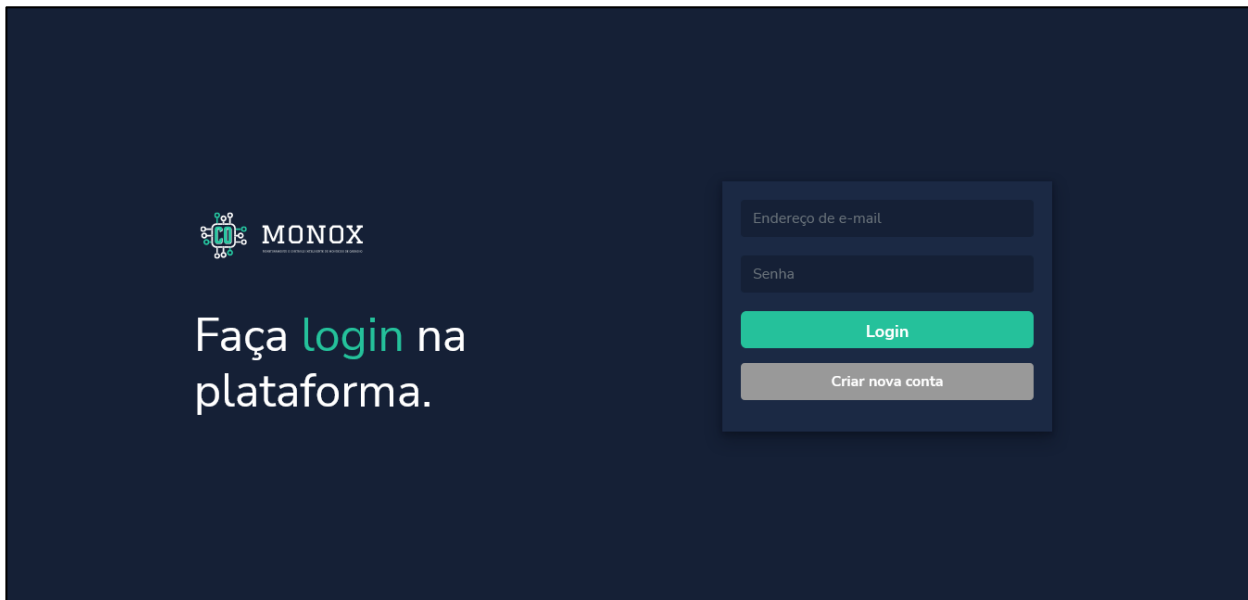 CO
MONOX
Faça login na
plataforma.
Endereço de e-mail
Senha
Login
Criar nova conta